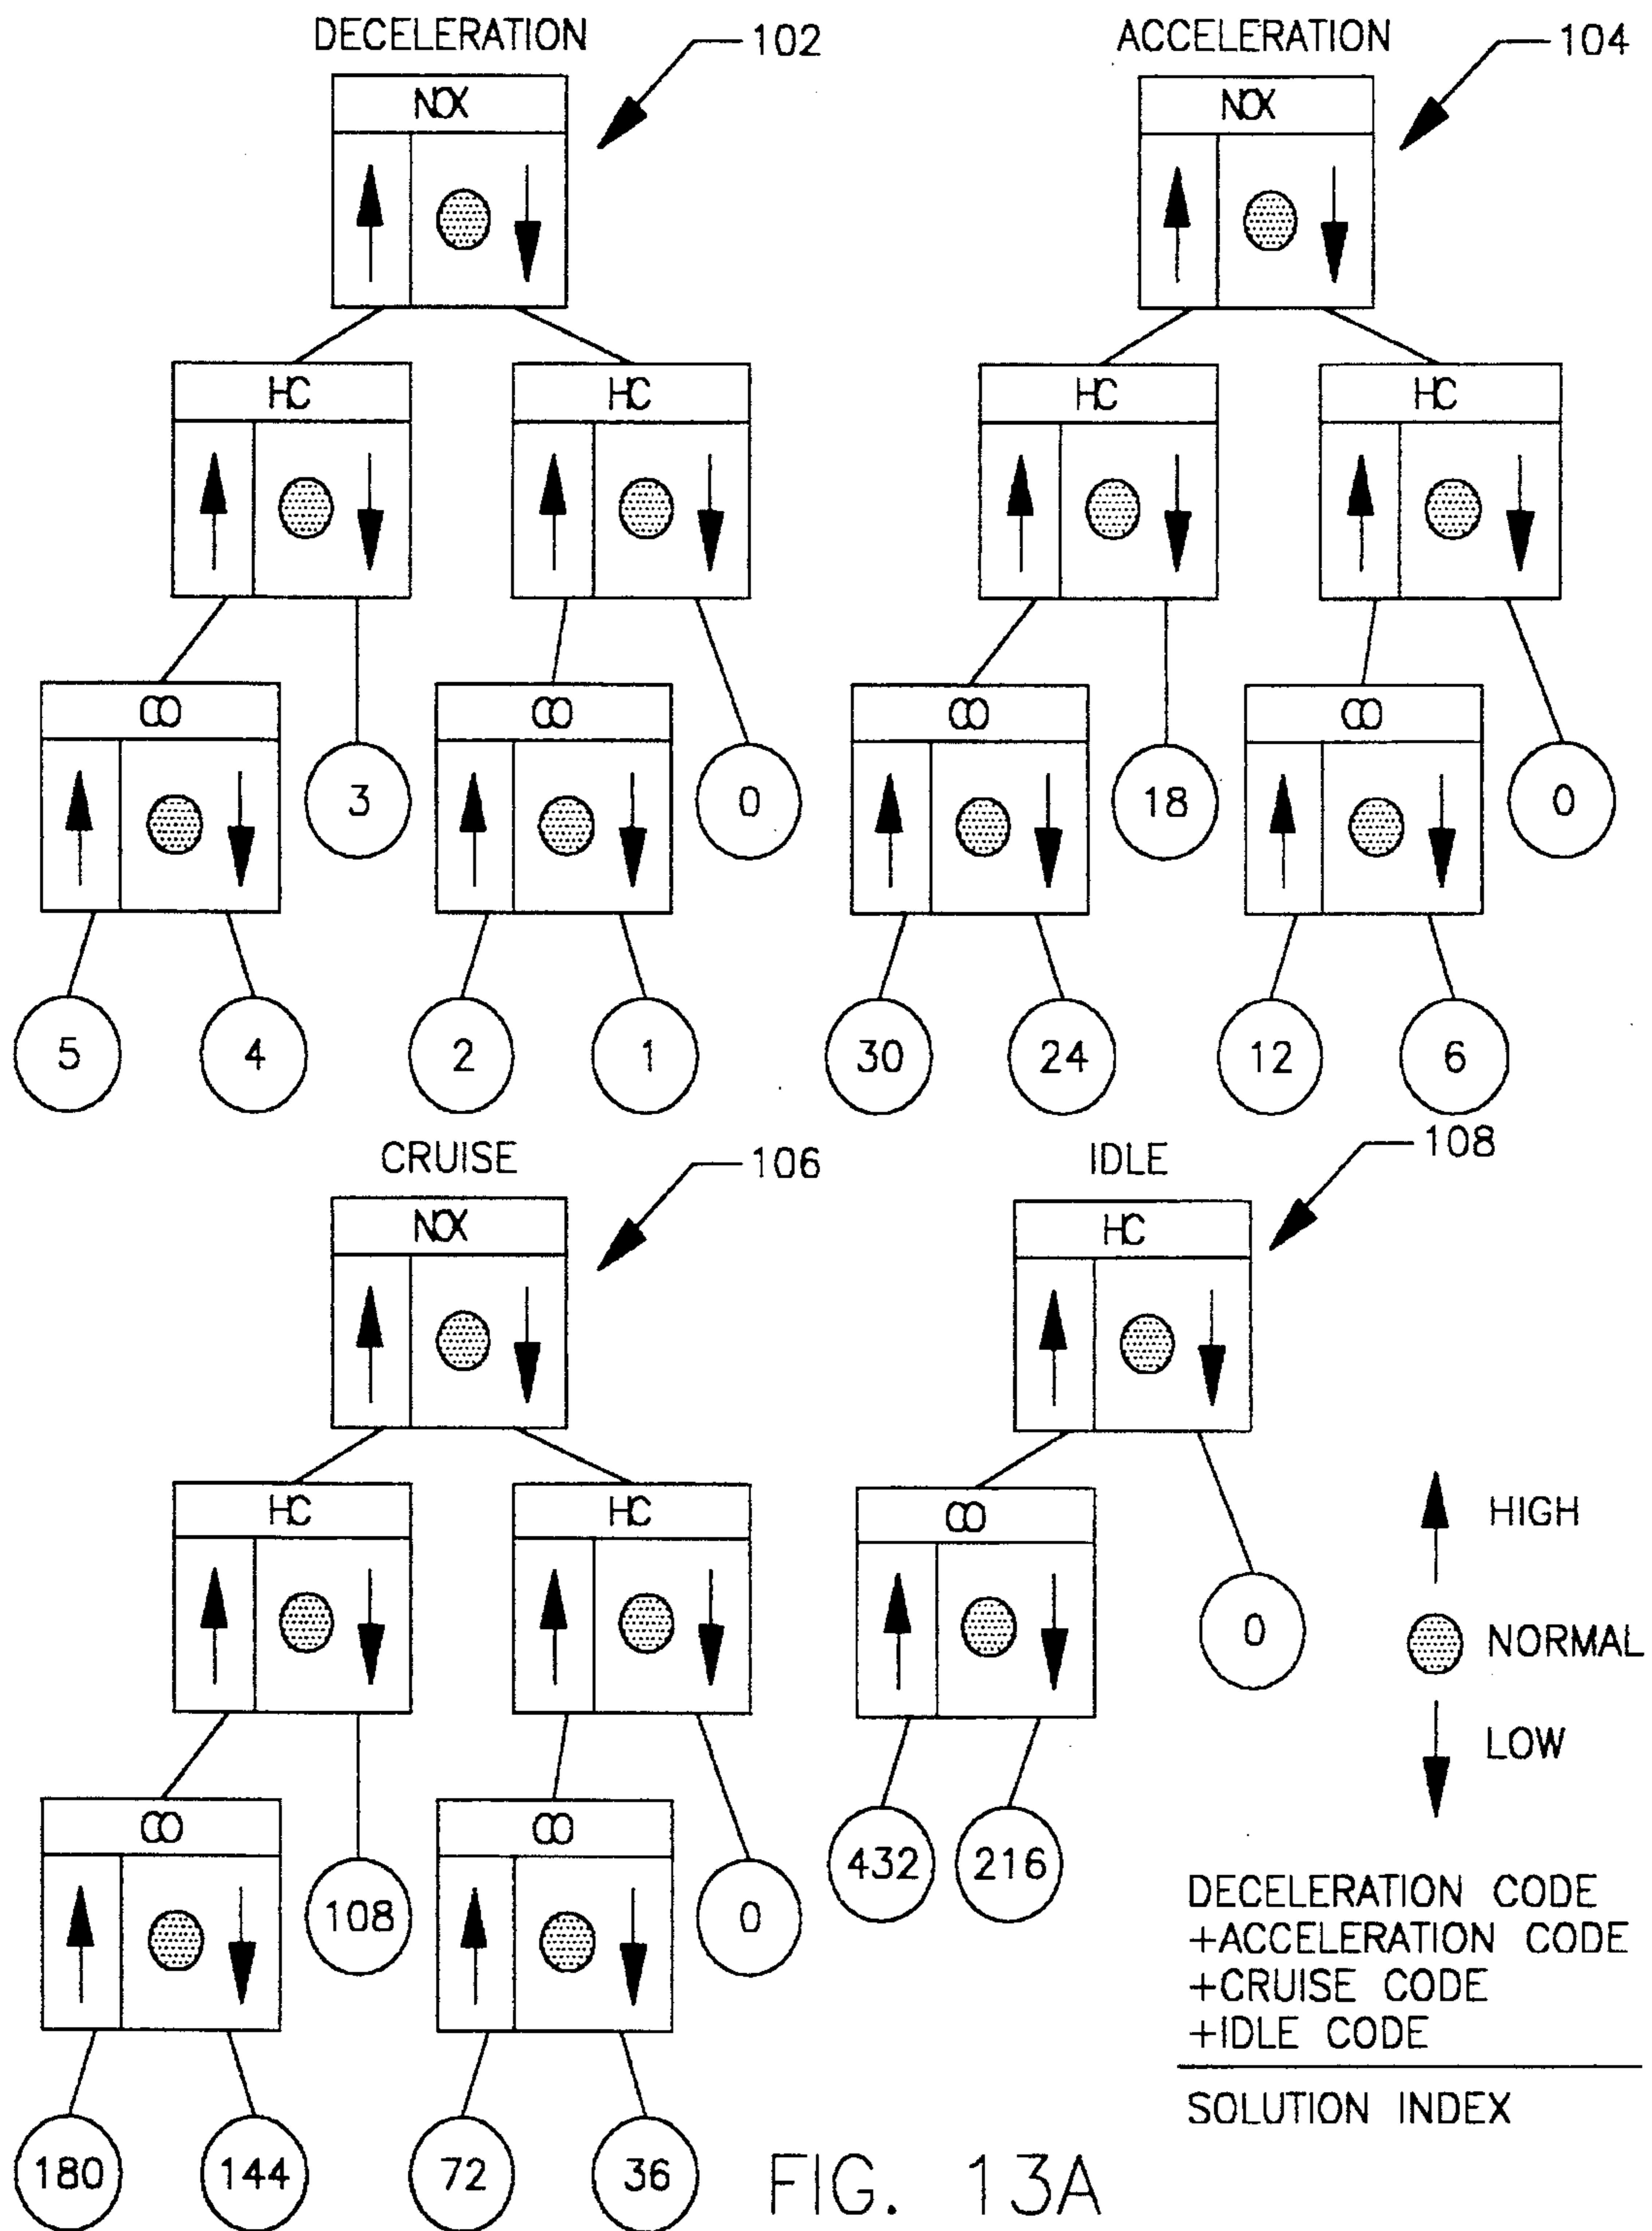 DECELERATION
102
NOX
HC
HC
CO
3
CO
0
5
4
2
1
ACCELERATION
104
NOX
HC
HC
CO
18
CO
0
30
24
12
6
CRUISE
106
NOX
HC
HC
CO
108
CO
0
180
144
72
36
IDLE
108
HC
CO
0
432
216
HIGH
NORMAL
LOW
DECELERATION CODE
+ACCELERATION CODE
+CRUISE CODE
+IDLE CODE
SOLUTION INDEX
FIG. 13A